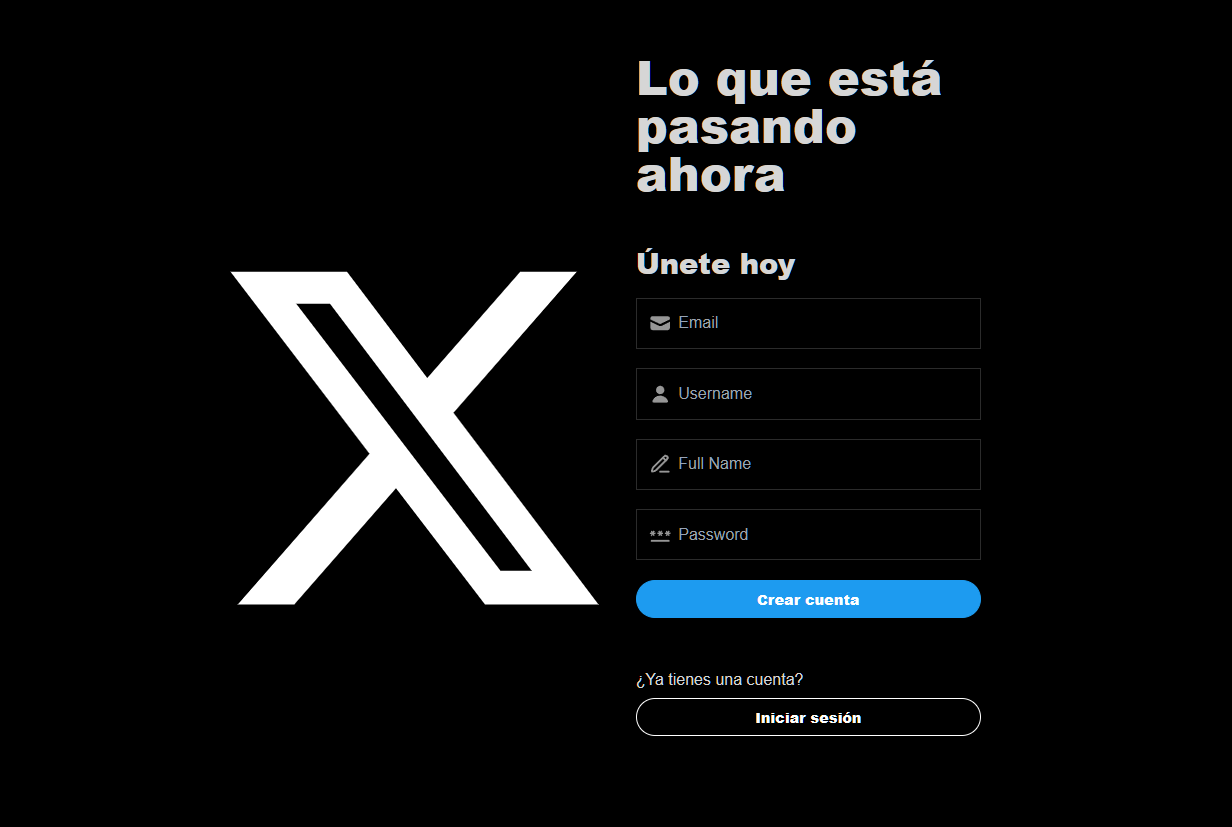 Lo que está
pasando
ahora
Únete hoy
Email
Username
Full Name
Password
Crear cuenta
¿Ya tienes una cuenta?
Iniciar sesión